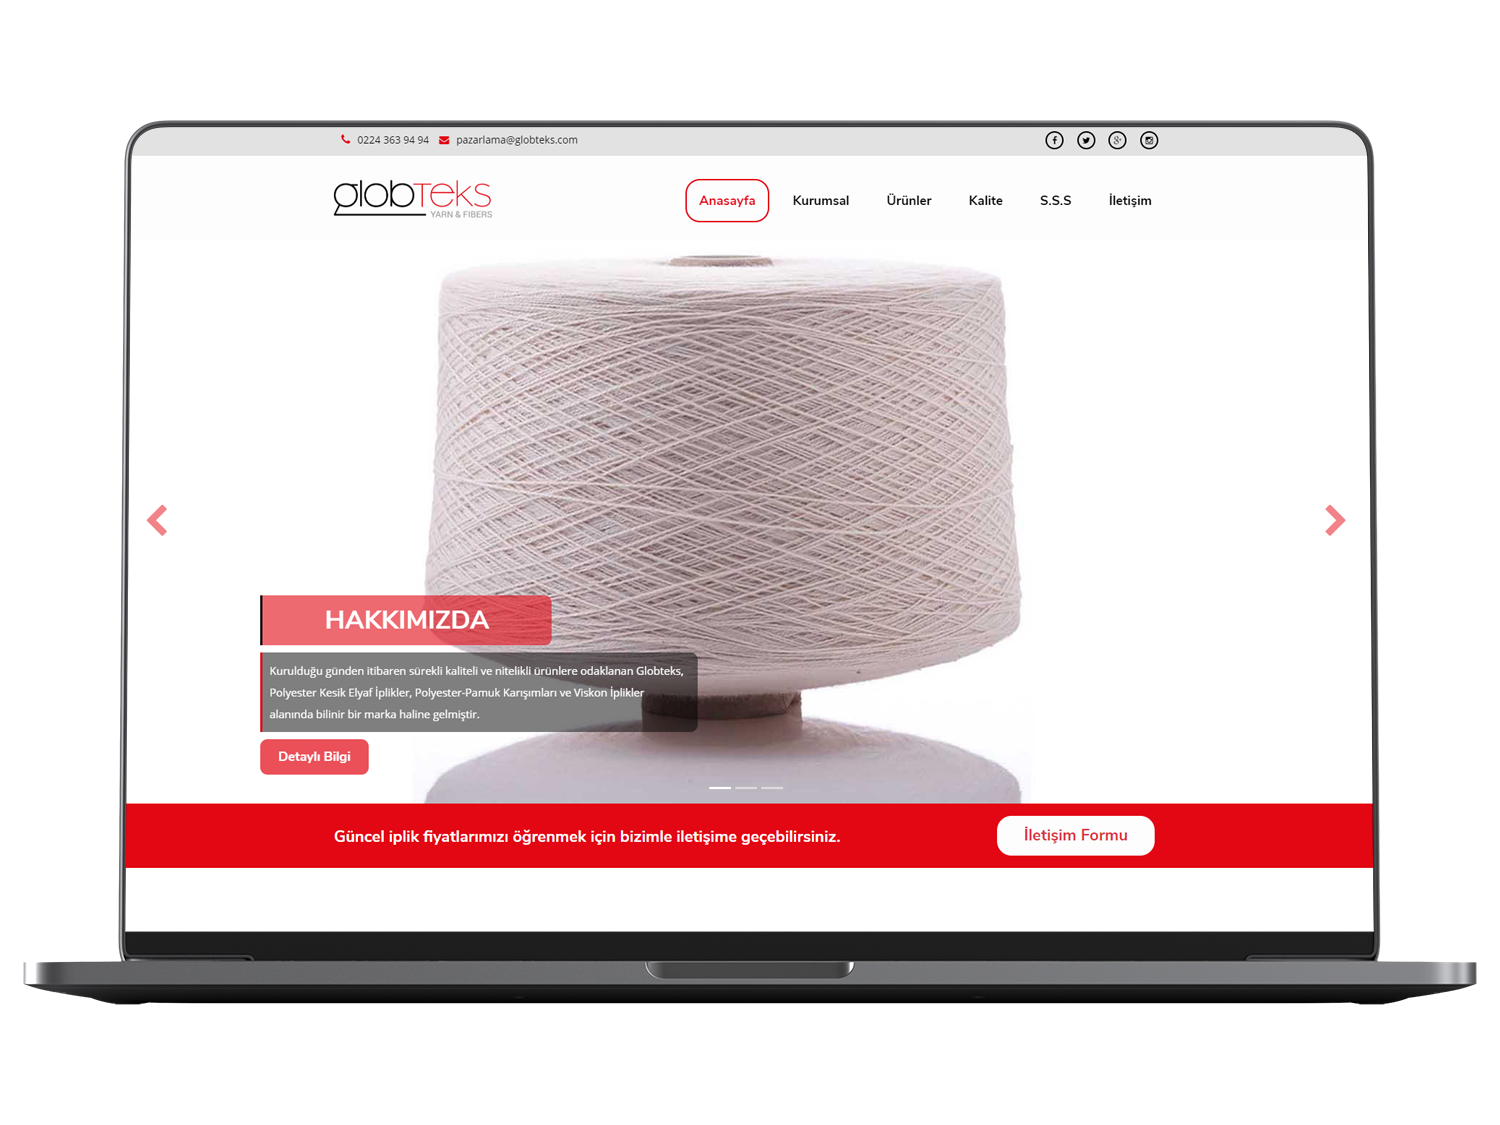 0224 363 94 94 pazarlama@globteks.com
globTeks
YARN & FIBERS
Anasayfa Kurumsal Ürünler Kalite S.S.S İletişim
HAKKIMIZDA
Kurulduğu günden itibaren sürekli kaliteli ve nitelikli ürünlere odaklanan Globteks,
Polyester Kesik Elyaf İplikler, Polyester-Pamuk Karışımları ve Viskon İplikler
alanında bilinir bir marka haline gelmiştir.
Detaylı Bilgi
Güncel iplik fiyatlarımızı öğrenmek için bizimle iletişime geçebilirsiniz.
İletişim Formu